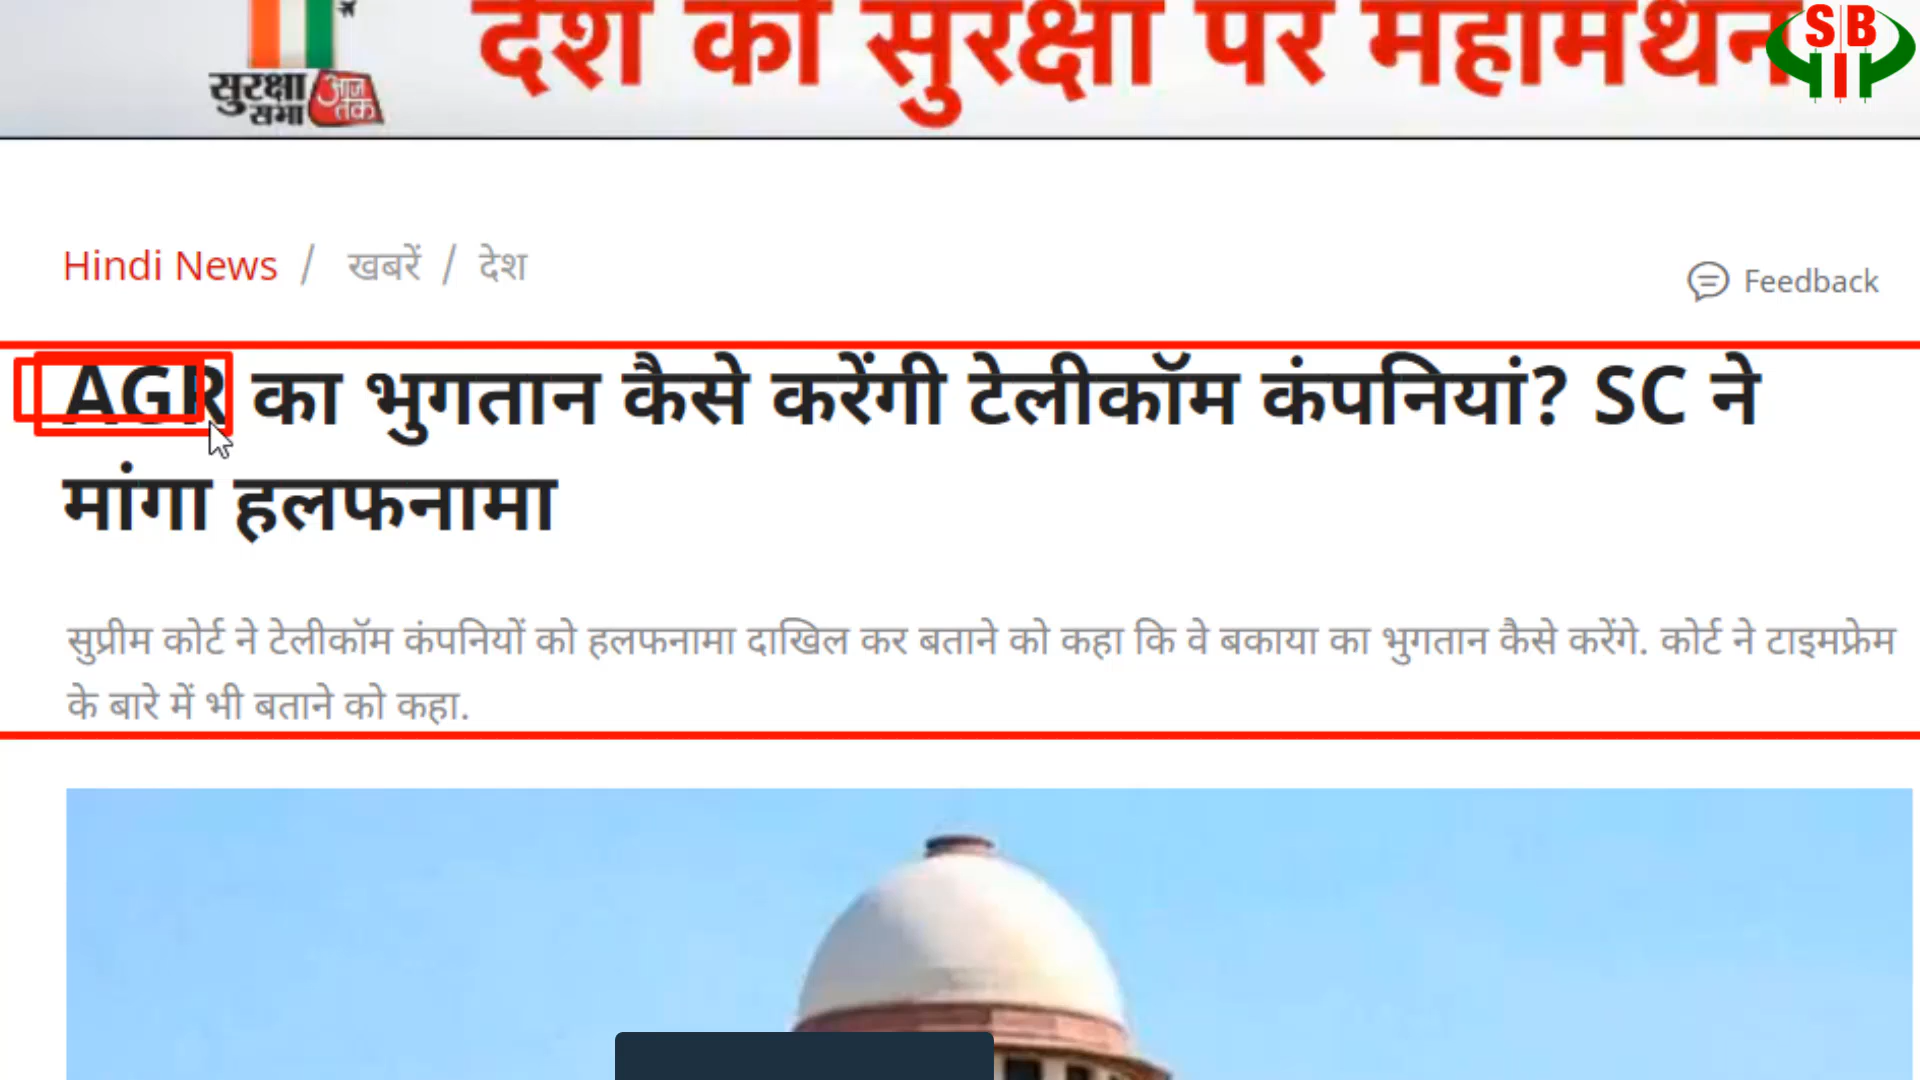 देश की सुरक्षा पर महामंथन
सुरक्षा
सभा
आज
तक
SB
Hindi News / खबरें / देश
Feedback
AGR का भुगतान कैसे करेंगी टेलीकॉम कंपनियां? SC ने
मांगा हलफनामा
सुप्रीम कोर्ट ने टेलीकॉम कंपनियों को हलफनामा दाखिल कर बताने को कहा कि वे बकाया का भुगतान कैसे करेंगे. कोर्ट ने टाइमफ्रेम
के बारे में भी बताने को कहा.